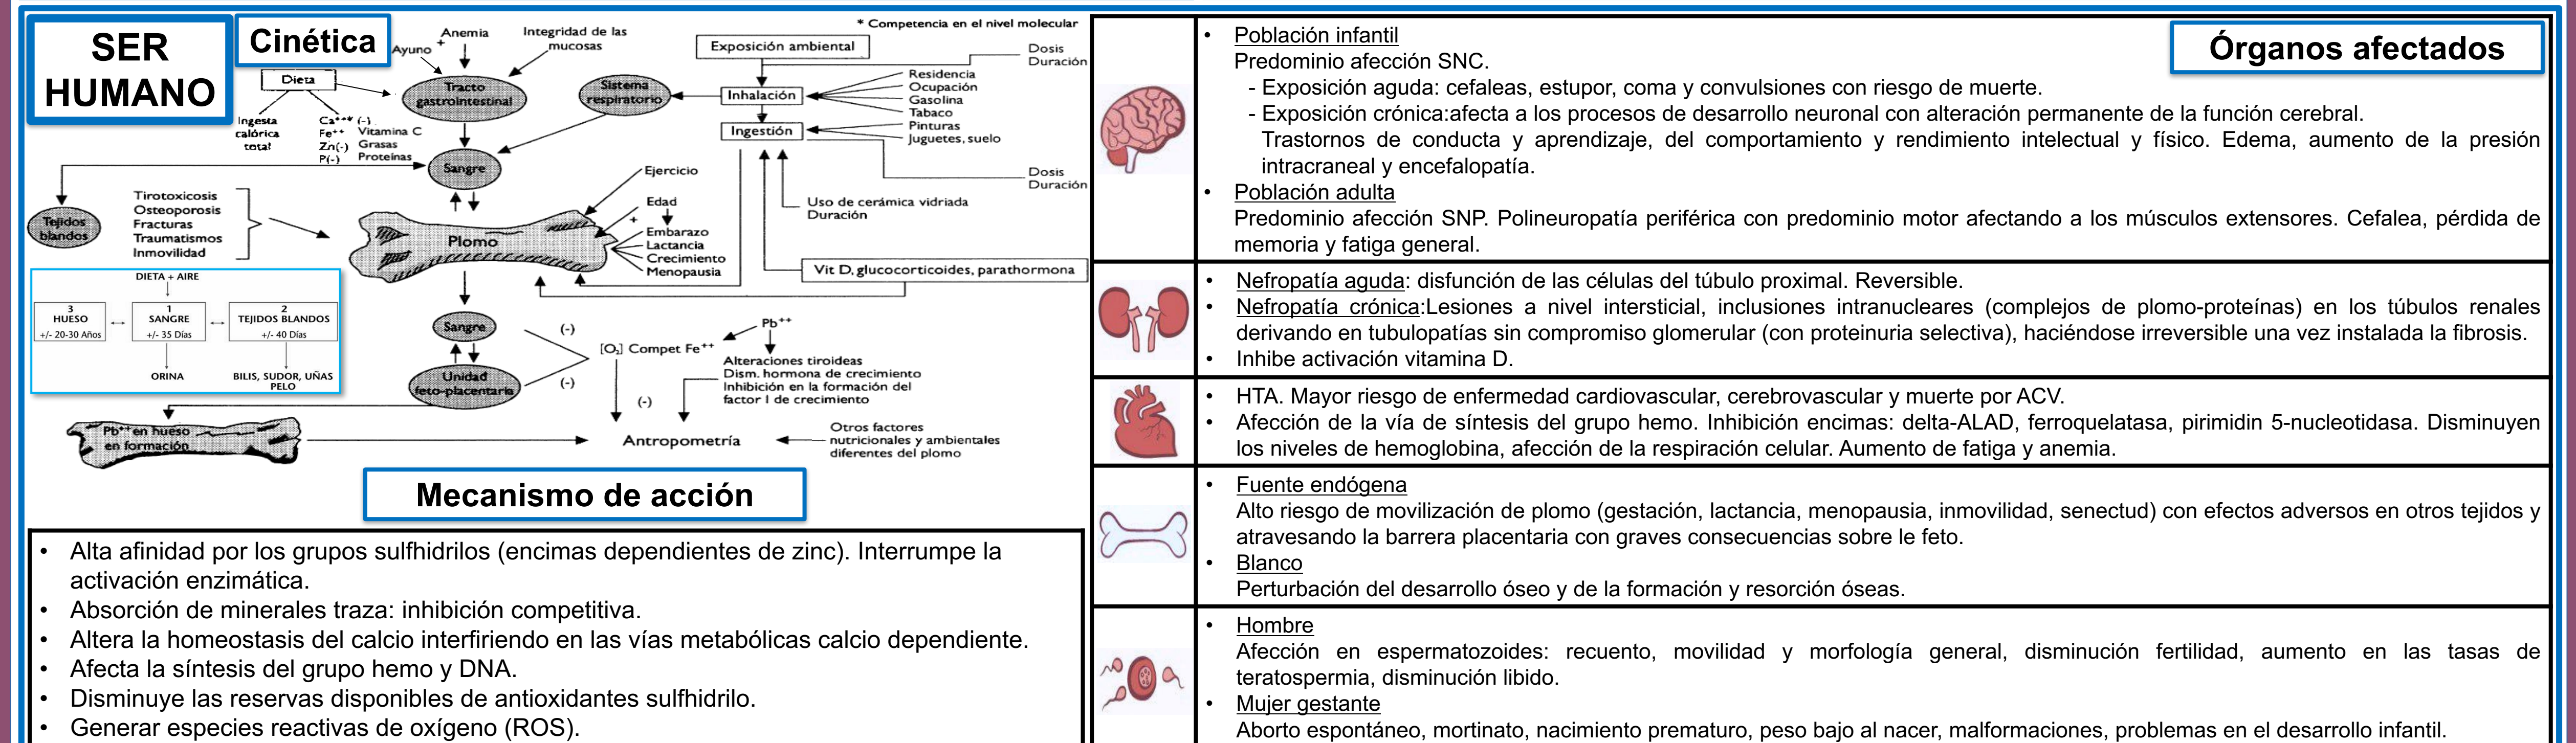 SER
HUMANO
Cinética
* Competencia en el nivel molecular
Anemia
Ayuno
+
Integridad de las
mucosas
Dieta
Tracto
gastrointestinal
Sistema
respiratorio
Exposición ambiental
Dosis
Duración
Inhalación
Residencia
Ocupación
Gasolina
Tabaco
Pinturas
Juguetes, suelo
Ingestión
Ingesta
calórica
total
Ca⁺⁺ (-)
Fe⁺⁺
Zn(-)
P(-)
Vitamina C
Grasas
Proteínas
Sangre
Dosis
Duración
Uso de cerámica vidriada
Duración
Ejercicio
Edad
+
Embarazo
Lactancia
Crecimiento
Menopausia
Tejidos
blandos
Tirotoxicosis
Osteoporosis
Fracturas
Traumatismos
Inmovilidad
Plomo
Vit D, glucocorticoides, parathormona
DIETA + AIRE
3
HUESO
+/- 20-30 Años
1
SANGRE
+/- 35 Días
2
TEJIDOS BLANDOS
+/- 40 Días
ORINA
BILIS, SUDOR, UÑAS
PELO
Sangre
(-)
(-)
[O₂] Compet Fe⁺⁺
Pb⁺⁺
Alteraciones tiroideas
Dism. hormona de crecimiento
Inhibición en la formación del
factor I de crecimiento
Unidad
feto-placentaria
(-)
Pb⁺⁺ en hueso
en formación
Antropometría
Otros factores
nutricionales y ambientales
diferentes del plomo
Mecanismo de acción
• Alta afinidad por los grupos sulfhidrilos (encimas dependientes de zinc). Interrumpe la
activación enzimática.
• Absorción de minerales traza: inhibición competitiva.
• Altera la homeostasis del calcio interfiriendo en las vías metabólicas calcio dependiente.
• Afecta la síntesis del grupo hemo y DNA.
• Disminuye las reservas disponibles de antioxidantes sulfhidrilo.
• Generar especies reactivas de oxígeno (ROS).
Órganos afectados
• Población infantil
Predominio afección SNC.
- Exposición aguda: cefaleas, estupor, coma y convulsiones con riesgo de muerte.
- Exposición crónica:afecta a los procesos de desarrollo neuronal con alteración permanente de la función cerebral.
Trastornos de conducta y aprendizaje, del comportamiento y rendimiento intelectual y físico. Edema, aumento de la presión
intracraneal y encefalopatía.
• Población adulta
Predominio afección SNP. Polineuropatía periférica con predominio motor afectando a los músculos extensores. Cefalea, pérdida de
memoria y fatiga general.
• Nefropatía aguda: disfunción de las células del túbulo proximal. Reversible.
• Nefropatía crónica:Lesiones a nivel intersticial, inclusiones intranucleares (complejos de plomo-proteínas) en los túbulos renales
derivando en tubulopatías sin compromiso glomerular (con proteinuria selectiva), haciéndose irreversible una vez instalada la fibrosis.
• Inhibe activación vitamina D.
• HTA. Mayor riesgo de enfermedad cardiovascular, cerebrovascular y muerte por ACV.
• Afección de la vía de síntesis del grupo hemo. Inhibición encimas: delta-ALAD, ferroquelatasa, pirimidin 5-nucleotidasa. Disminuyen
los niveles de hemoglobina, afección de la respiración celular. Aumento de fatiga y anemia.
• Fuente endógena
Alto riesgo de movilización de plomo (gestación, lactancia, menopausia, inmovilidad, senectud) con efectos adversos en otros tejidos y
atravesando la barrera placentaria con graves consecuencias sobre le feto.
• Blanco
Perturbación del desarrollo óseo y de la formación y resorción óseas.
• Hombre
Afección en espermatozoides: recuento, movilidad y morfología general, disminución fertilidad, aumento en las tasas de
teratospermia, disminución libido.
• Mujer gestante
Aborto espontáneo, mortinato, nacimiento prematuro, peso bajo al nacer, malformaciones, problemas en el desarrollo infantil.